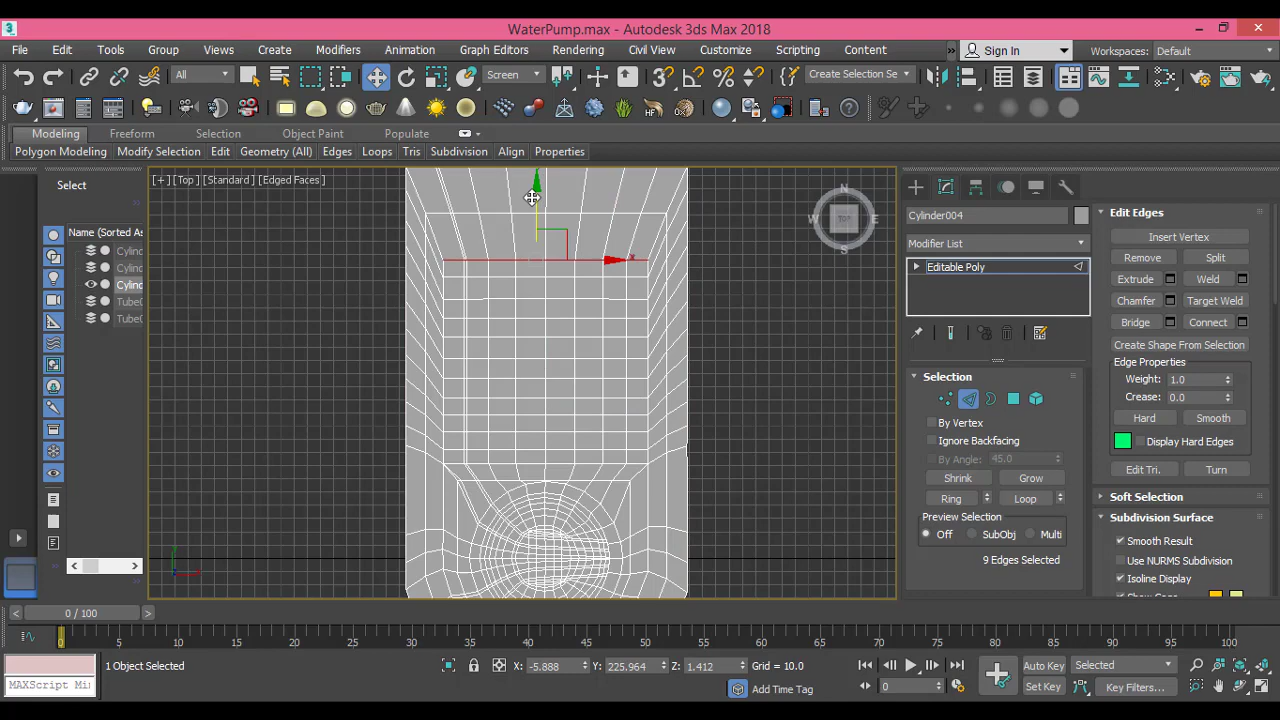 WaterPump.max - Autodesk 3ds Max 2018
File Edit Tools Group Views Create Modifiers Animation Graph Editors Rendering Civil View Customize Scripting Content » Sign In Workspaces: Default
All Screen Create Selection Se
Modeling Freeform Selection Object Paint Populate
Polygon Modeling Modify Selection Edit Geometry (All) Edges Loops Tris Subdivision Align Properties
[+] [Top] [Standard] [Edged Faces]
Select
Name (Sorted As
Cylind
Cylind
Cylind
Tube0
Tube0
N
W TOP E
S
x
Cylinder004
Modifier List
Editable Poly
Selection
By Vertex
Ignore Backfacing
By Angle: 45.0
Shrink Grow
Ring Loop
Preview Selection
Off SubObj Multi
9 Edges Selected
Edit Edges
Insert Vertex
Remove Split
Extrude Weld
Chamfer Target Weld
Bridge Connect
Create Shape From Selection
Edge Properties
Weight: 1.0
Crease: 0.0
Hard Smooth
Display Hard Edges
Edit Tri. Turn
Soft Selection
Subdivision Surface
Smooth Result
Use NURMS Subdivision
Isoline Display
0 / 100
0 5 10 15 20 25 30 35 40 45 50 55 60 65 70 75 80 85 90 95 100
1 Object Selected X: -5.888 Y: 225.964 Z: 1.412 Grid = 10.0 Auto Key Selected
MAXScript Mi Add Time Tag 0 Set Key Key Filters...